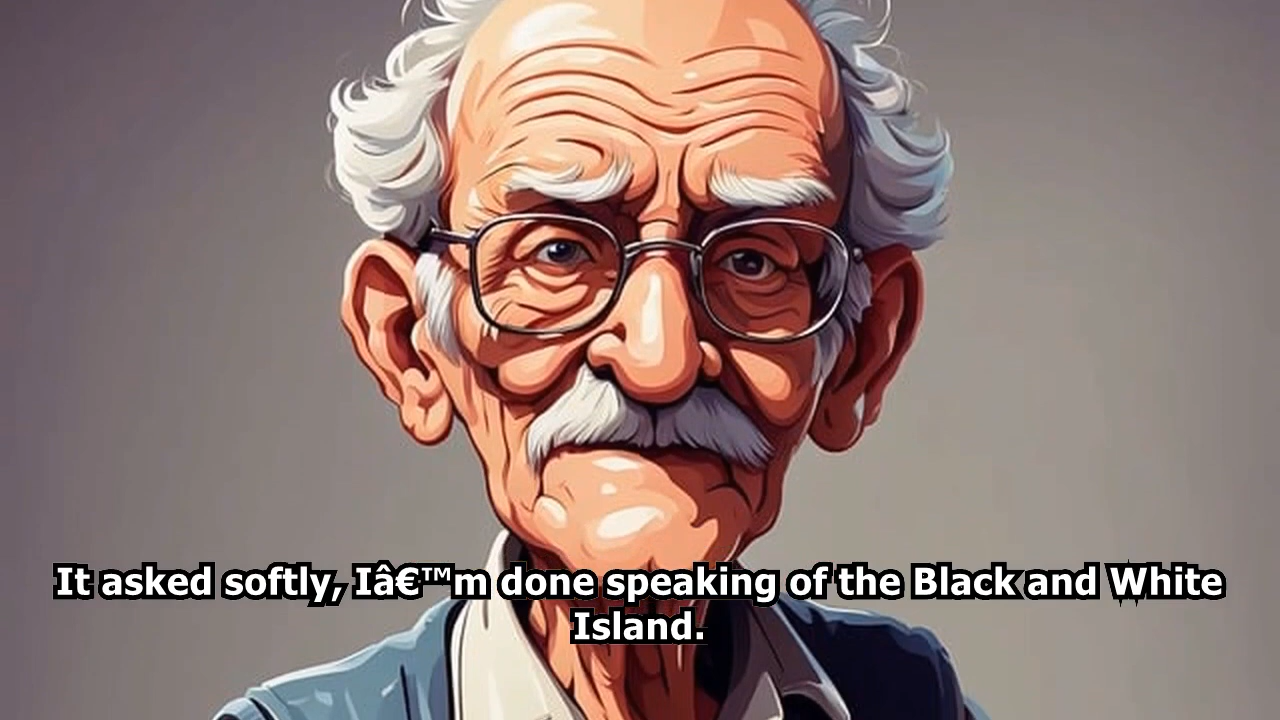 It asked softly, Iâ€™m done speaking of the Black and White
Island.